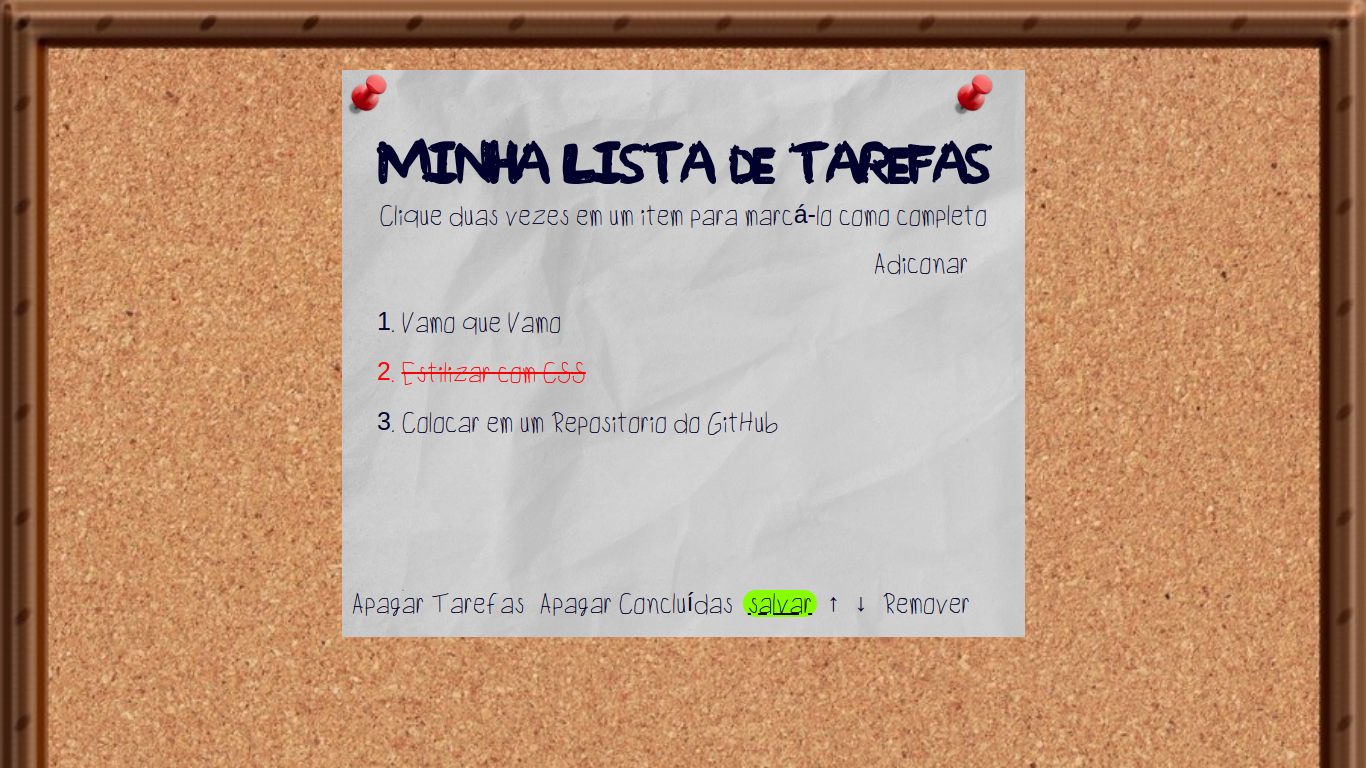 MINHA LISTA DE TAREFAS
Clique duas vezes em um item para marcá-lo como completo
Adiconar
1. Vamo que Vamo
2. Estilizar com CSS
3. Colocar em um Repositorio do GitHub
Apagar Tarefas Apagar Concluídas salvar ↑ ↓ Remover